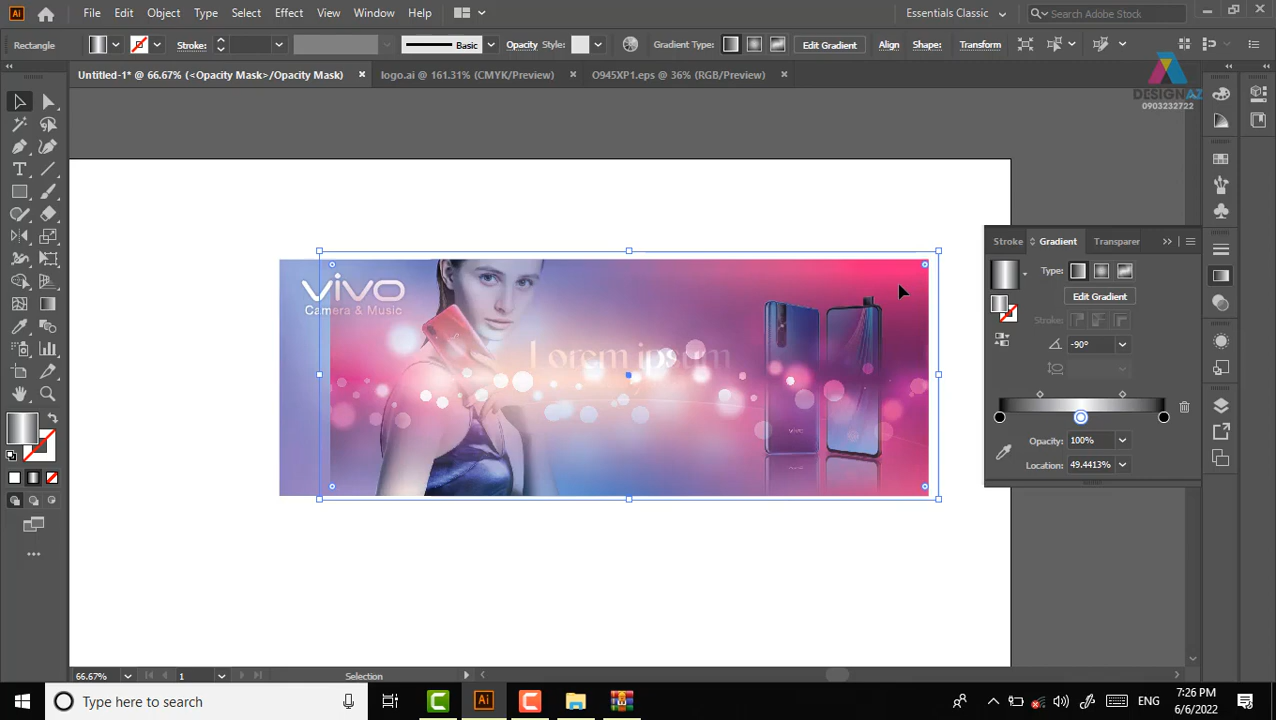 File Edit Object Type Select Effect View Window Help
Essentials Classic
Search Adobe Stock
Rectangle
Stroke:
Basic
Opacity
Style:
Gradient Type:
Edit Gradient
Align
Shape:
Transform
Untitled-1* @ 66.67% (<Opacity Mask>/Opacity Mask)
logo.ai @ 161.31% (CMYK/Preview)
O945XP1.eps @ 36% (RGB/Preview)
DESIGNAZ
0903232722
vivo
Camera & Music
Lorem ipsum
vivo
Stroke
Gradient
Transparer
Type:
Edit Gradient
Stroke:
-90°
Opacity: 100%
Location: 49.4413%
66.67%
1
Selection
Type here to search
Ai
ENG
7:26 PM
6/6/2022